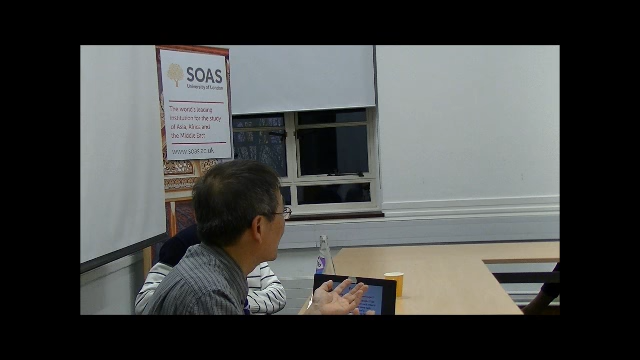 SOAS
University of London
The world's leading
institution for the study
of Asia, Africa and
the Middle East
www.soas.ac.uk